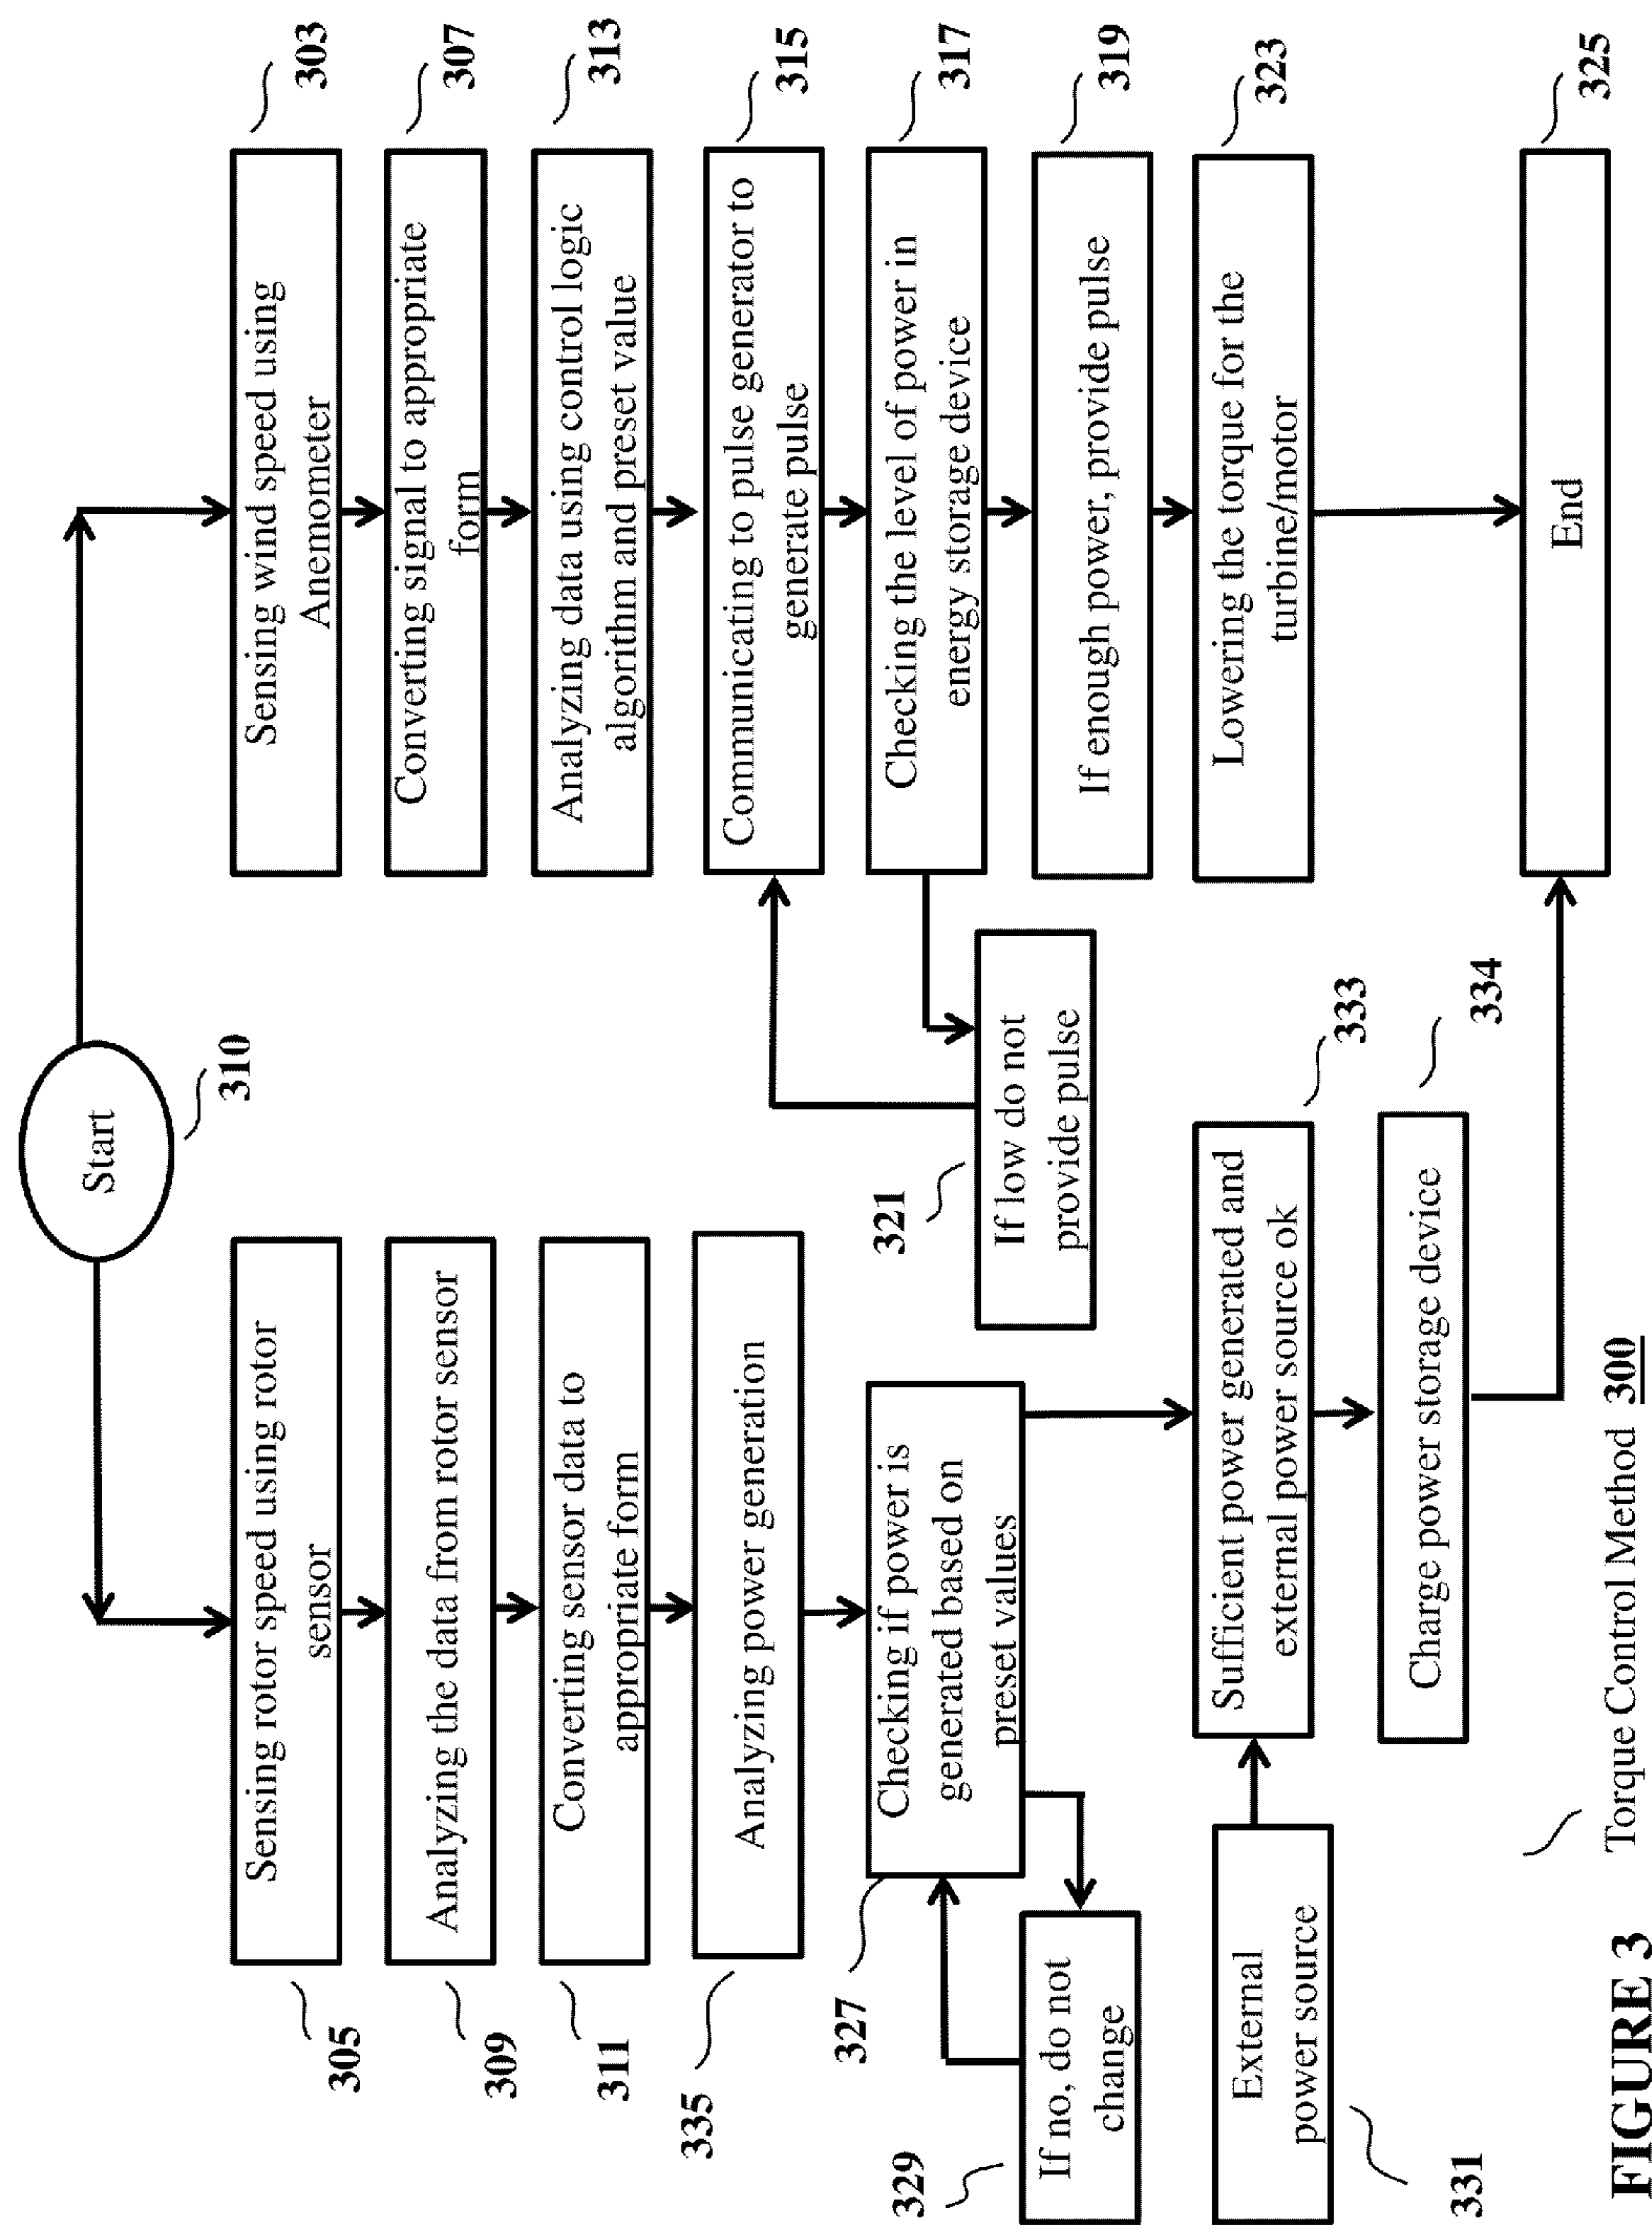 Start
310
Sensing rotor speed using rotor
sensor
305
Analyzing the data from rotor sensor
309
Converting sensor data to
appropriate form
311
Analyzing power generation
335
Checking if power is
generated based on
preset values
327
If no, do not
change
329
External
power source
331
Sufficient power generated and
external power source ok
333
Charge power storage device
334
Sensing wind speed using
Anemometer
303
Converting signal to appropriate
form
307
Analyzing data using control logic
algorithm and preset value
313
Communicating to pulse generator to
generate pulse
315
Checking the level of power in
energy storage device
317
If low do not
provide pulse
321
If enough power, provide pulse
319
Lowering the torque for the
turbine/motor
323
End
325
FIGURE 3
Torque Control Method 300